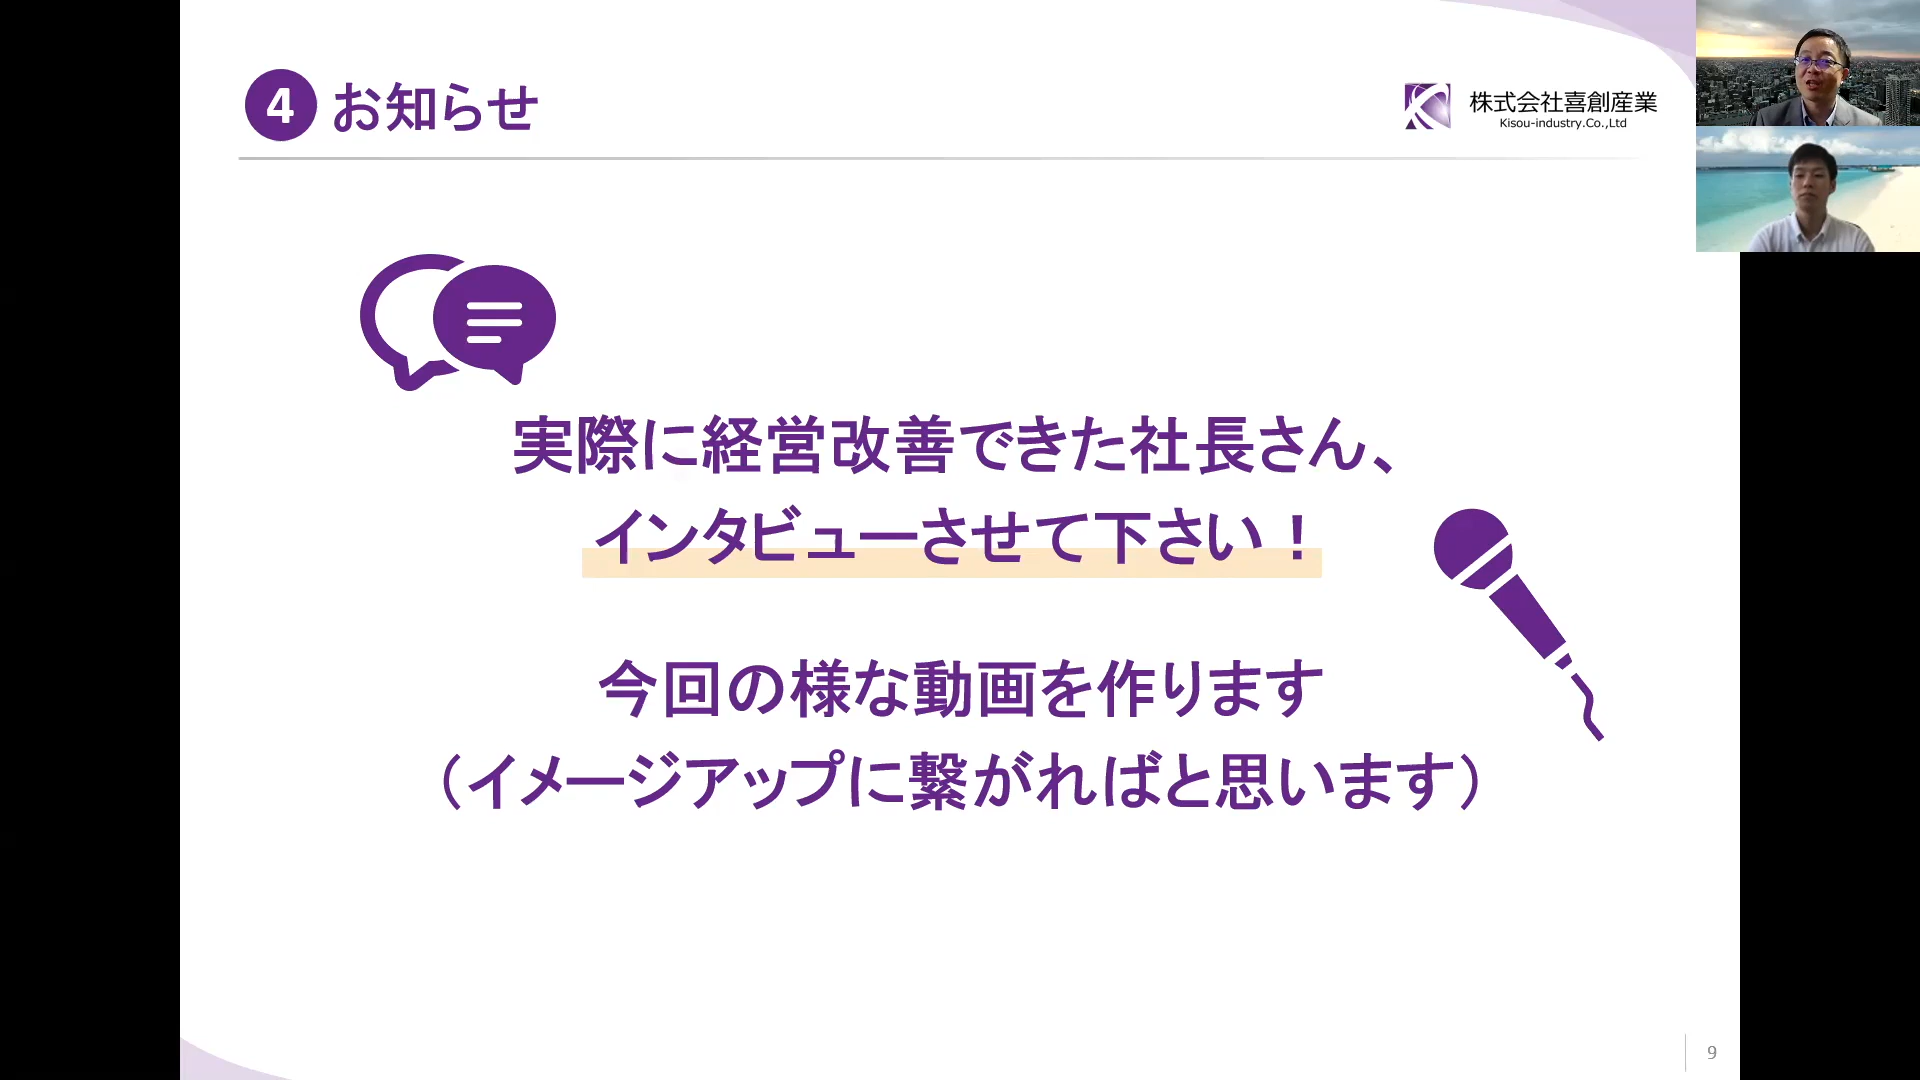 4 お知らせ
株式会社喜創産業
Kisou-industry.Co.,Ltd
実際に経営改善できた社長さん、
インタビューさせて下さい！
今回の様な動画を作ります
（イメージアップに繋がればと思います）
9